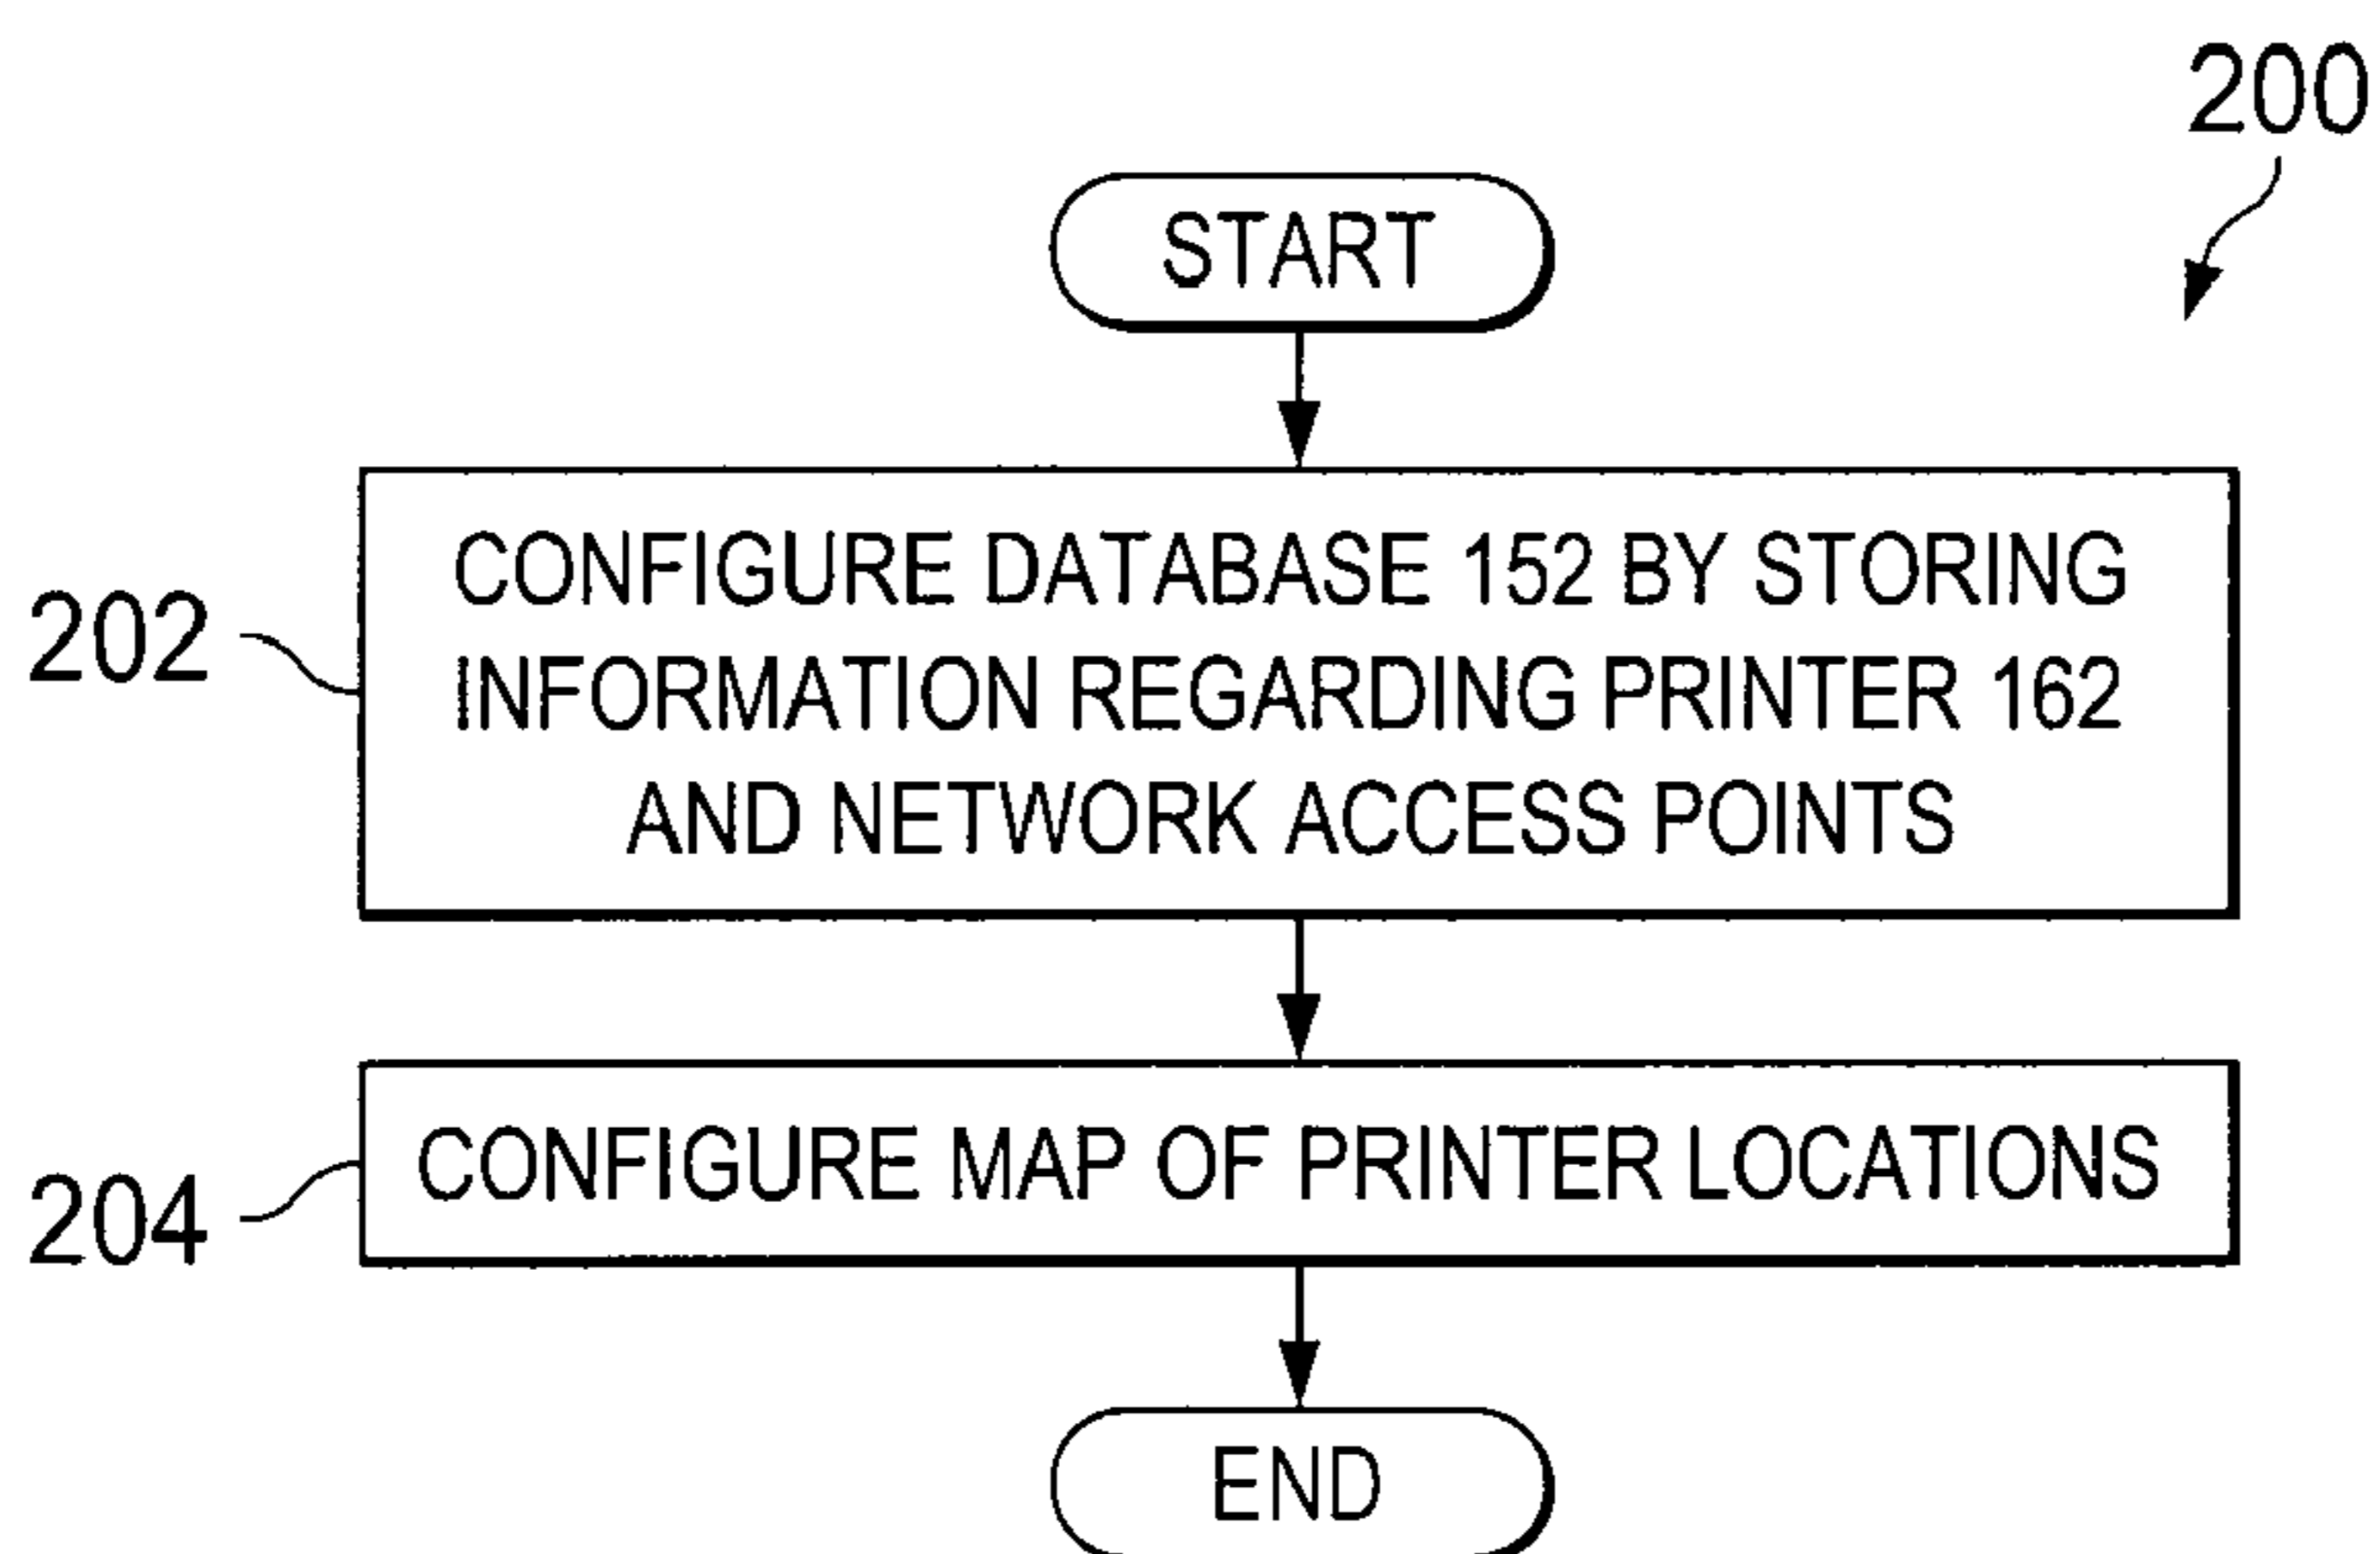 200
START
202
CONFIGURE DATABASE 152 BY STORING
INFORMATION REGARDING PRINTER 162
AND NETWORK ACCESS POINTS
204
CONFIGURE MAP OF PRINTER LOCATIONS
END